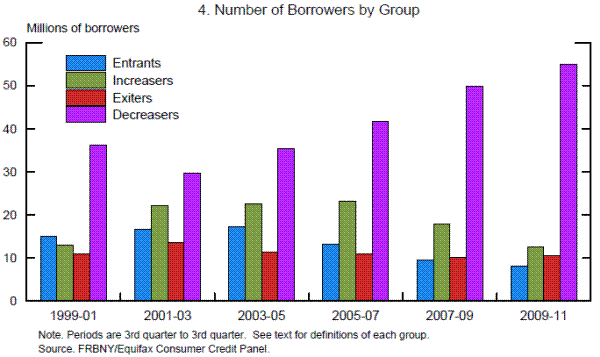 4. Number of Borrowers by Group
Millions of borrowers
60
50
40
30
20
10
0
Entrants
Increasers
Exiters
Decreasers
1999-01 2001-03 2003-05 2005-07 2007-09 2009-11
Note. Periods are 3rd quarter to 3rd quarter. See text for definitions of each group.
Source. FRBNY/Equifax Consumer Credit Panel.